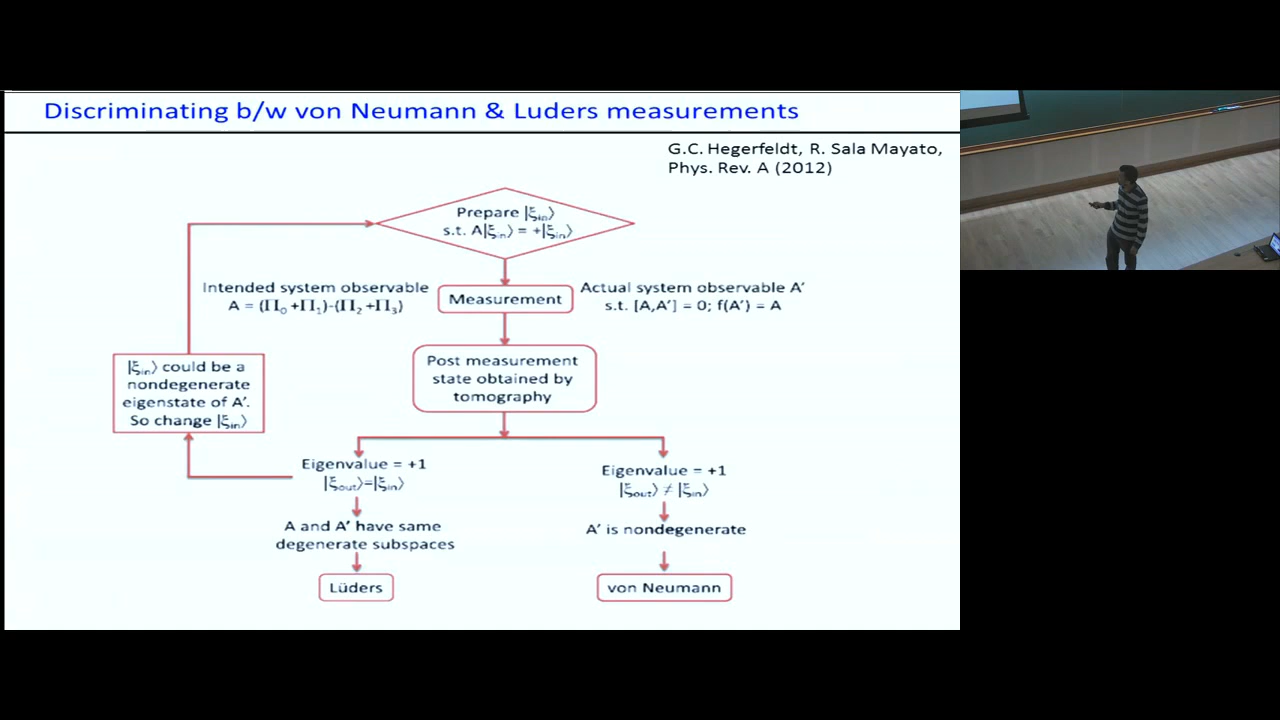 Discriminating b/w von Neumann & Luders measurements
G.C. Hegerfeldt, R. Sala Mayato,
Phys. Rev. A (2012)
Prepare |ξin⟩
s.t. A|ξin⟩ = +|ξin⟩
Intended system observable
A = (Π0 +Π1)-(Π2 +Π3)
Measurement
Actual system observable A′
s.t. [A,A′] = 0; f(A′) = A
|ξin⟩ could be a
nondegenerate
eigenstate of A′.
So change |ξin⟩
Post measurement
state obtained by
tomography
Eigenvalue = +1
|ξout⟩=|ξin⟩
Eigenvalue = +1
|ξout⟩ ≠ |ξin⟩
A and A′ have same
degenerate subspaces
A′ is nondegenerate
Lüders
von Neumann